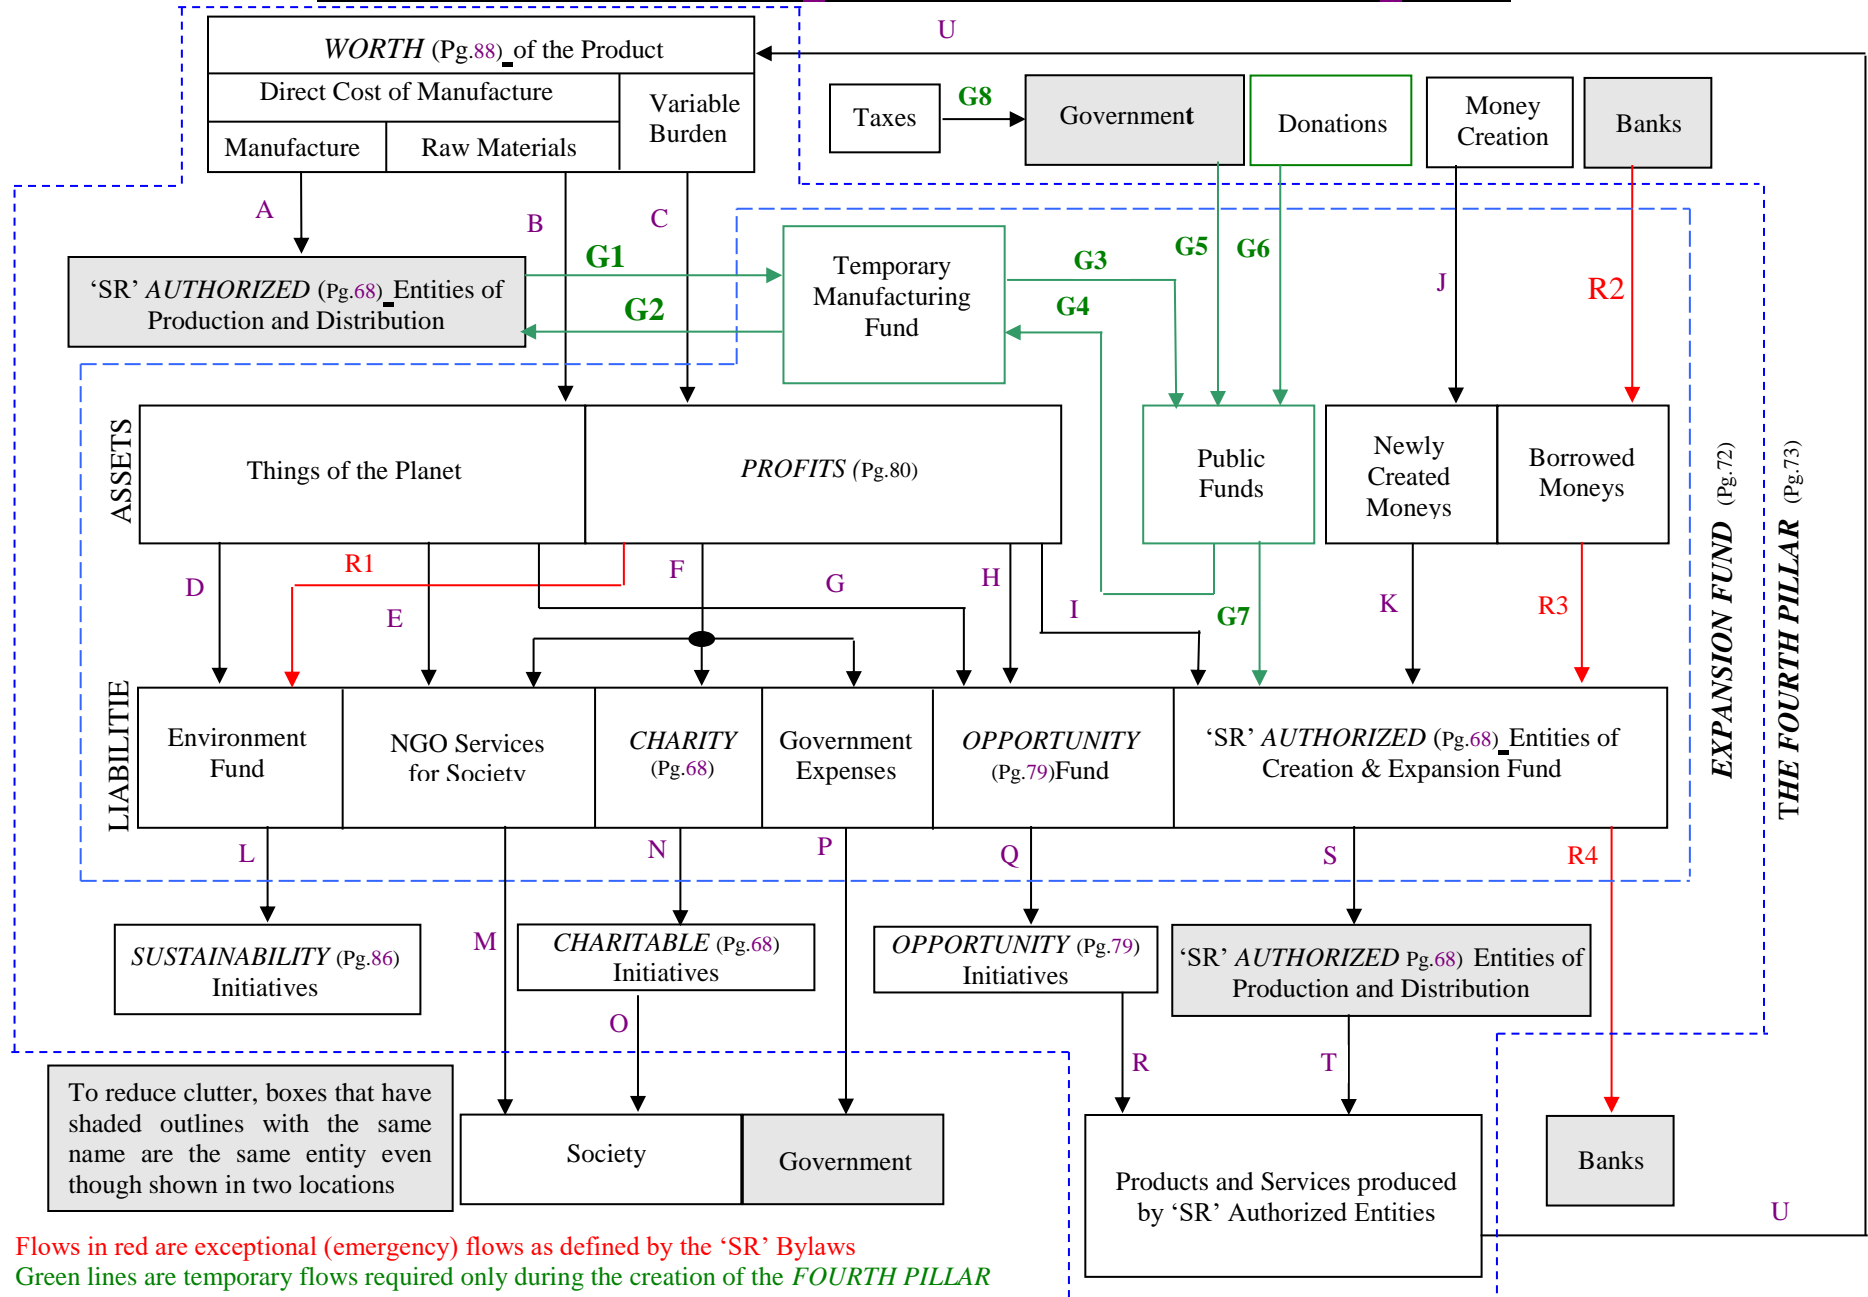 U
WORTH (Pg.88)_of the Product
Direct Cost of Manufacture
Variable
Burden
Manufacture
Raw Materials
Taxes
G8
Government
Donations
Money
Creation
Banks
A
B
C
G1
G2
‘SR’ AUTHORIZED (Pg.68)_Entities of
Production and Distribution
Temporary
Manufacturing
Fund
G3
G4
G5
G6
J
R2
ASSETS
Things of the Planet
PROFITS (Pg.80)
Public
Funds
Newly
Created
Moneys
Borrowed
Moneys
EXPANSION FUND (Pg.72)
THE FOURTH PILLAR (Pg.73)
D
R1
E
F
G
H
I
G7
K
R3
LIABILITIE
Environment
Fund
NGO Services
for Society
CHARITY
(Pg.68)
Government
Expenses
OPPORTUNITY
(Pg.79)Fund
‘SR’ AUTHORIZED (Pg.68)_Entities of
Creation & Expansion Fund
L
N
P
Q
S
R4
M
SUSTAINABILITY (Pg.86)
Initiatives
CHARITABLE (Pg.68)
Initiatives
OPPORTUNITY (Pg.79)
Initiatives
‘SR’ AUTHORIZED Pg.68) Entities of
Production and Distribution
O
R
T
To reduce clutter, boxes that have
shaded outlines with the same
name are the same entity even
though shown in two locations
Society
Government
Products and Services produced
by ‘SR’ Authorized Entities
Banks
U
Flows in red are exceptional (emergency) flows as defined by the ‘SR’ Bylaws
Green lines are temporary flows required only during the creation of the FOURTH PILLAR